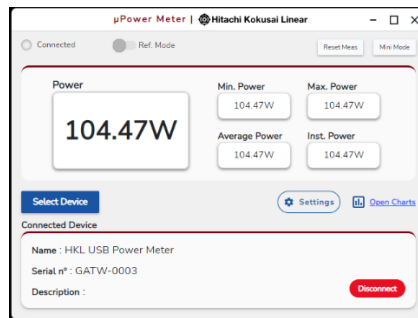 µPower Meter | Hitachi Kokusai Linear
Connected
Ref. Mode
Reset Meas
Mini Mode
Power
104.47W
Min. Power
104.47W
Max. Power
104.47W
Average Power
104.47W
Inst. Power
104.47W
Select Device
Settings
Open Charts
Connected Device
Name : HKL USB Power Meter
Serial nº : GATW-0003
Description :
Disconnect